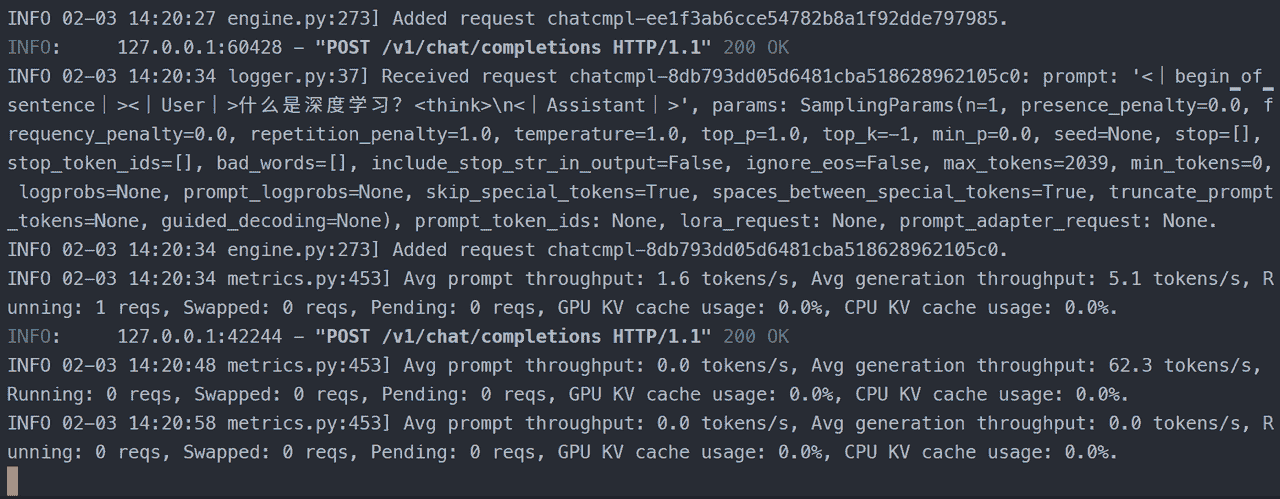 INFO 02-03 14:20:27 engine.py:273] Added request chatcmpl-ee1f3ab6cce54782b8a1f92dde797985.
INFO:     127.0.0.1:60428 - "POST /v1/chat/completions HTTP/1.1" 200 OK
INFO 02-03 14:20:34 logger.py:37] Received request chatcmpl-8db793dd05d6481cba518628962105c0: prompt: '<｜begin_of_
sentence｜><｜User｜>什么是深度学习？<think>\n<｜Assistant｜>', params: SamplingParams(n=1, presence_penalty=0.0, f
requency_penalty=0.0, repetition_penalty=1.0, temperature=1.0, top_p=1.0, top_k=-1, min_p=0.0, seed=None, stop=[],
stop_token_ids=[], bad_words=[], include_stop_str_in_output=False, ignore_eos=False, max_tokens=2039, min_tokens=0,
 logprobs=None, prompt_logprobs=None, skip_special_tokens=True, spaces_between_special_tokens=True, truncate_prompt
_tokens=None, guided_decoding=None), prompt_token_ids: None, lora_request: None, prompt_adapter_request: None.
INFO 02-03 14:20:34 engine.py:273] Added request chatcmpl-8db793dd05d6481cba518628962105c0.
INFO 02-03 14:20:34 metrics.py:453] Avg prompt throughput: 1.6 tokens/s, Avg generation throughput: 5.1 tokens/s, R
unning: 1 reqs, Swapped: 0 reqs, Pending: 0 reqs, GPU KV cache usage: 0.0%, CPU KV cache usage: 0.0%.
INFO:     127.0.0.1:42244 - "POST /v1/chat/completions HTTP/1.1" 200 OK
INFO 02-03 14:20:48 metrics.py:453] Avg prompt throughput: 0.0 tokens/s, Avg generation throughput: 62.3 tokens/s,
Running: 0 reqs, Swapped: 0 reqs, Pending: 0 reqs, GPU KV cache usage: 0.0%, CPU KV cache usage: 0.0%.
INFO 02-03 14:20:58 metrics.py:453] Avg prompt throughput: 0.0 tokens/s, Avg generation throughput: 0.0 tokens/s, R
unning: 0 reqs, Swapped: 0 reqs, Pending: 0 reqs, GPU KV cache usage: 0.0%, CPU KV cache usage: 0.0%.